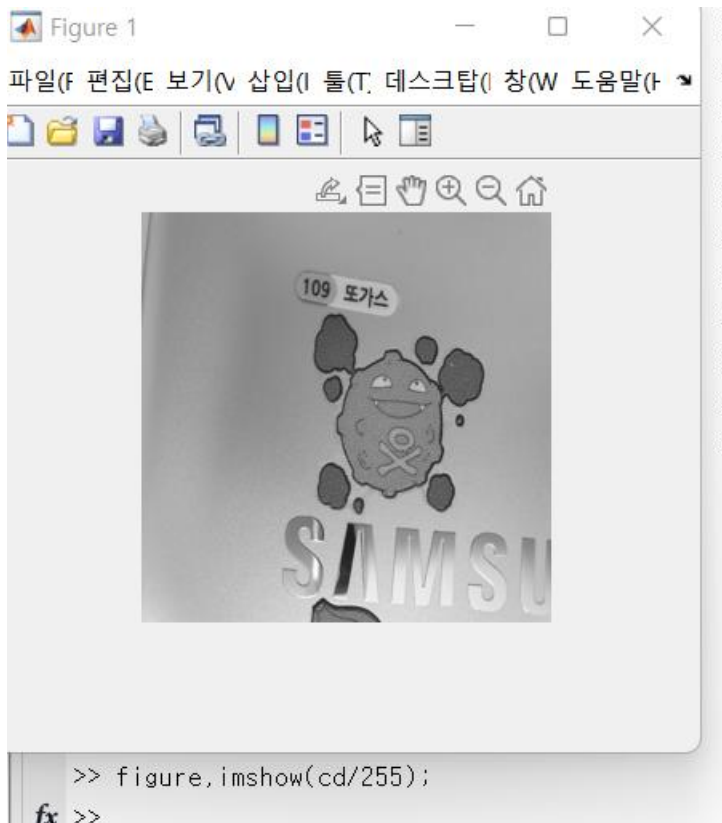 Figure 1
파일(F 편집(E 보기(V 삽입(I 툴(T, 데스크탑( 창(W 도움말(H
109 또가스
SAMSU
>> figure,imshow(cd/255);
fx >>